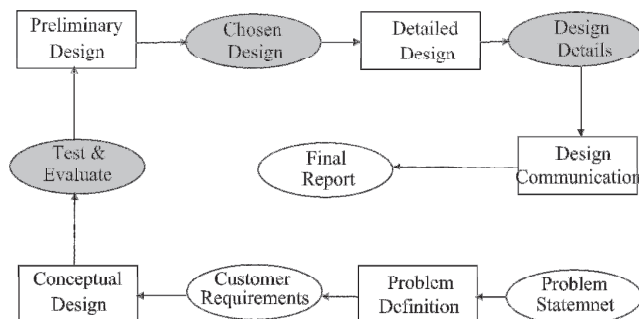 Preliminary
Design
Chosen
Design
Detailed
Design
Design
Details
Test &
Evaluate
Final
Report
Design
Communication
Conceptual
Design
Customer
Requirements
Problem
Definition
Problem
Statemnet